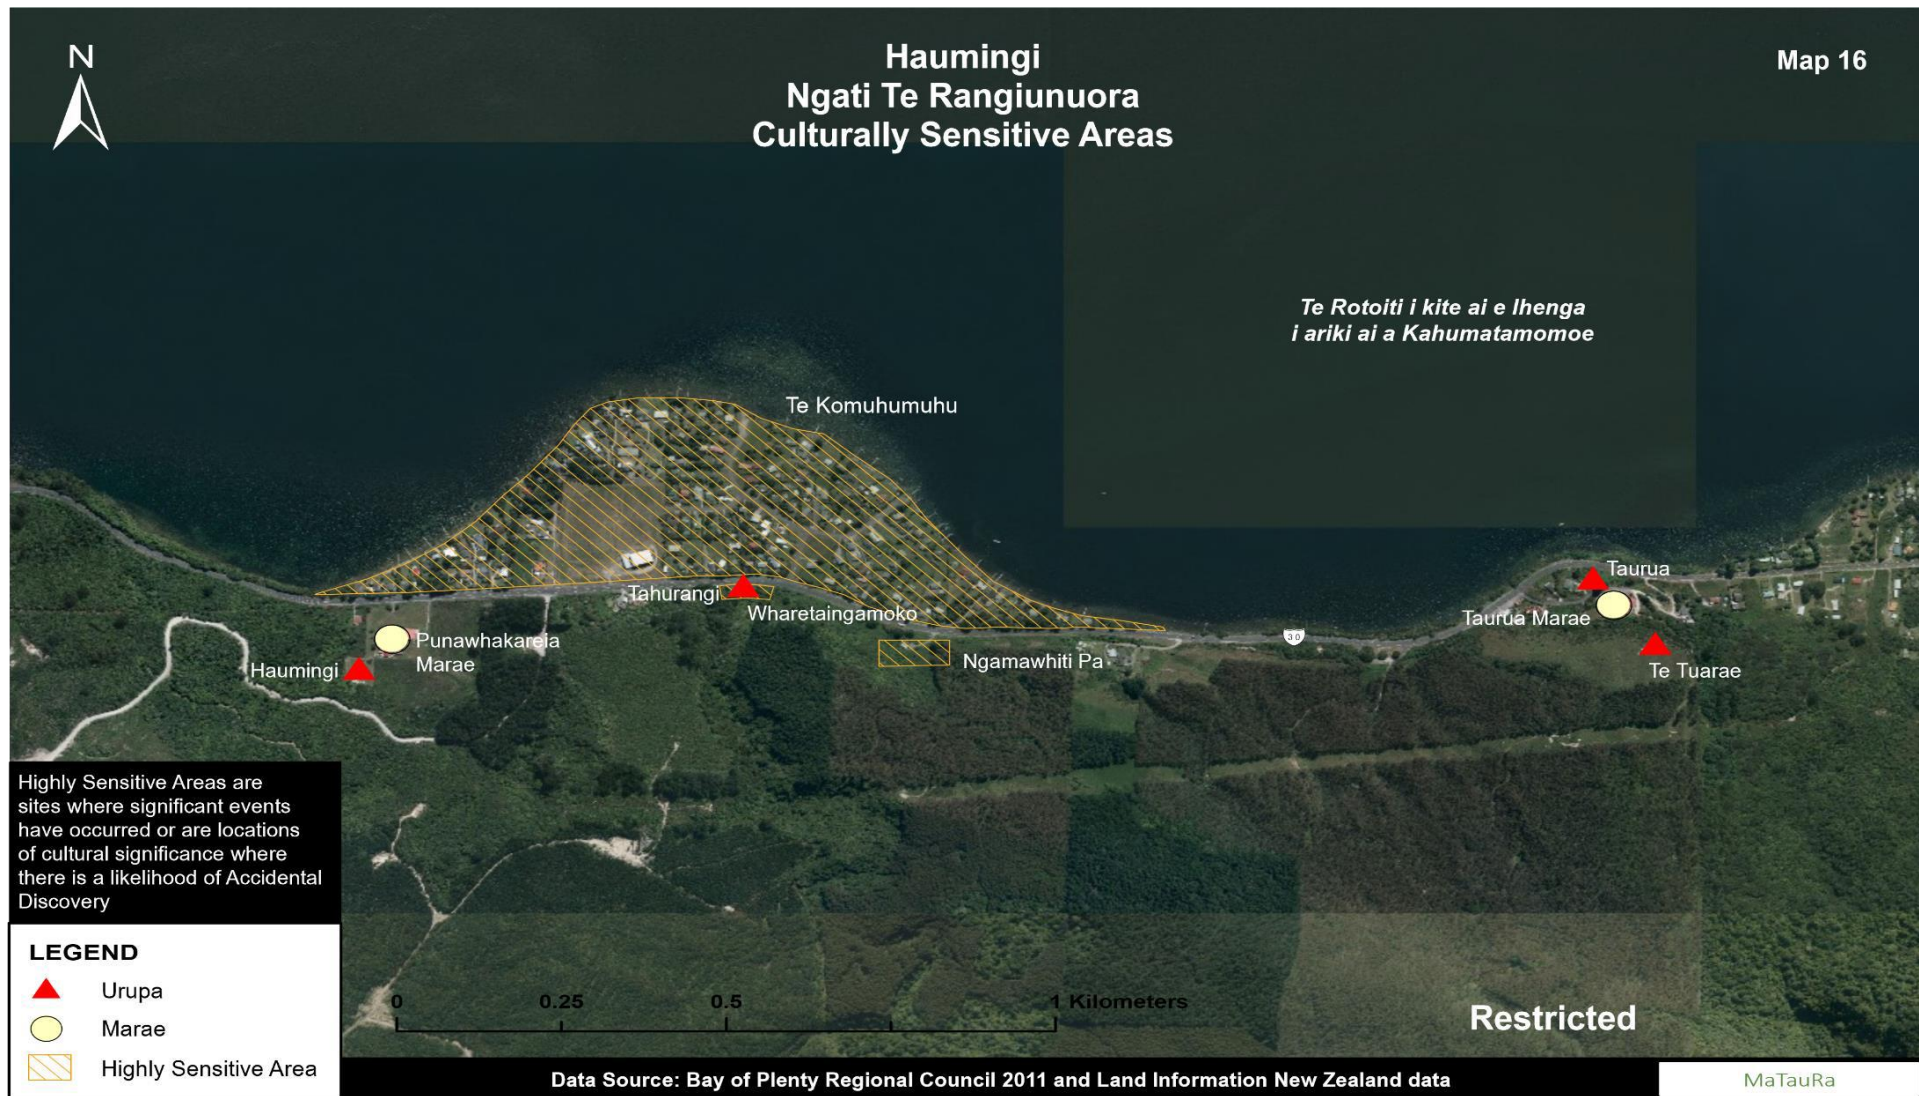 N
Haumingi
Ngati Te Rangiunuora
Culturally Sensitive Areas
Map 16
Te Rotoiti i kite ai e Ihenga
i ariki ai a Kahumatamomoe
Te Komuhumuhu
Taurua
Tahurangi
Wharetaingamoko
Taurua Marae
30
Punawhakareia
Marae
Haumingi
Ngamawhiti Pa
Te Tuarae
Highly Sensitive Areas are
sites where significant events
have occurred or are locations
of cultural significance where
there is a likelihood of Accidental
Discovery
LEGEND
Urupa
Marae
Highly Sensitive Area
0 0.25 0.5 1 Kilometers
Restricted
Data Source: Bay of Plenty Regional Council 2011 and Land Information New Zealand data
MaTauRa